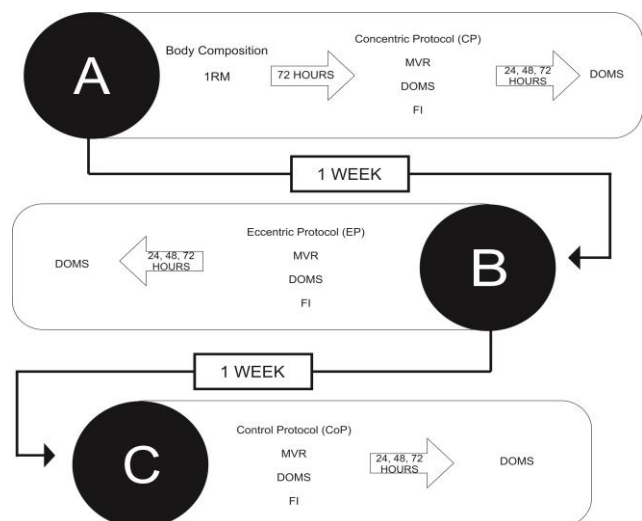 A
Body Composition
1RM
72 HOURS
Concentric Protocol (CP)
MVR
DOMS
FI
24, 48, 72
HOURS
DOMS
1 WEEK
B
Eccentric Protocol (EP)
MVR
DOMS
FI
24, 48, 72
HOURS
DOMS
1 WEEK
C
Control Protocol (CoP)
MVR
DOMS
FI
24, 48, 72
HOURS
DOMS